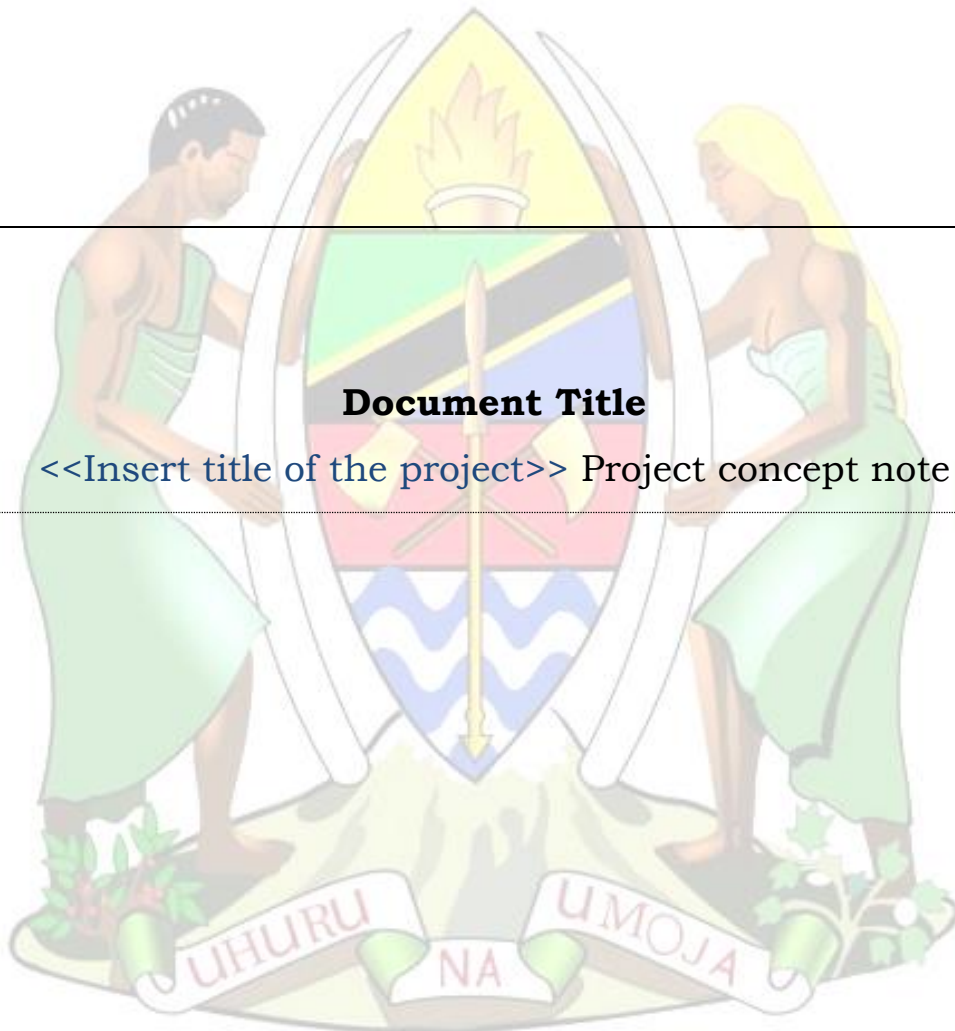 Document Title
<<Insert title of the project>> Project concept note
UHURU NA UMOJA